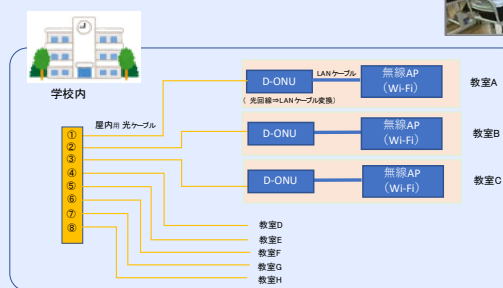 学校内
屋内用 光ケーブル
①
②
③
④
⑤
⑥
⑦
⑧
D-ONU
LANケーブル
無線AP
(Wi-Fi)
教室A
( 光回線⇒LANケーブル変換)
D-ONU
無線AP
(Wi-Fi)
教室B
D-ONU
無線AP
(Wi-Fi)
教室C
教室D
教室E
教室F
教室G
教室H